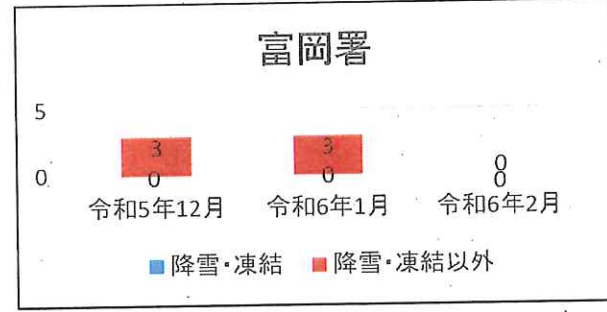 富岡署
5
3 3 0
0 0 0 0
令和5年12月 令和6年1月 令和6年2月
降雪・凍結 降雪・凍結以外